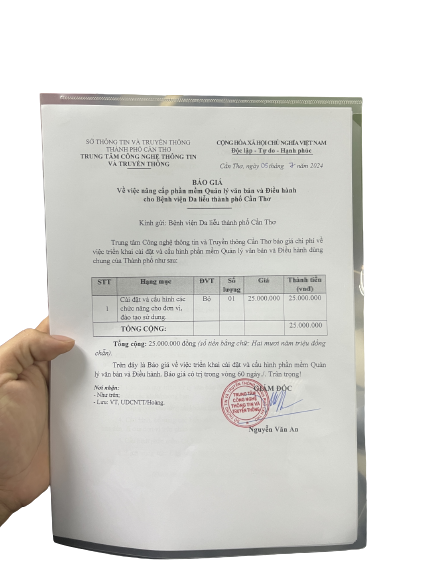 SỞ THÔNG TIN VÀ TRUYỀN THÔNG
THÀNH PHỐ CẦN THƠ
TRUNG TÂM CÔNG NGHỆ THÔNG TIN
VÀ TRUYỀN THÔNG
CỘNG HÒA XÃ HỘI CHỦ NGHĨA VIỆT NAM
Độc lập - Tự do - Hạnh phúc
Cần Thơ, ngày 05 tháng năm 2024
BÁO GIÁ
Về việc nâng cấp phần mềm Quản lý văn bản và Điều hành
cho Bệnh viện Da liễu thành phố Cần Thơ
Kính gửi: Bệnh viện Da liễu thành phố Cần Thơ
Trung tâm Công nghệ thông tin và Truyền thông Cần Thơ báo giá chi phí về
việc triển khai cài đặt và cấu hình phần mềm Quản lý văn bản và Điều hành dùng
chung của Thành phố như sau:
STT Hạng mục ĐVT Số lượng Giá Thành tiền (vnđ)
1 Cài đặt và cấu hình các chức năng cho đơn vị, đào tạo sử dụng. Bộ 01 25.000.000 25.000.000
TỔNG CỘNG: 25.000.000
Tổng cộng: 25.000.000 đồng (số tiền bằng chữ: Hai mươi năm triệu đồng
chẵn).
Trên đây là Báo giá về việc triển khai cài đặt và cấu hình phần mềm Quản
lý văn bản và Điều hành. Báo giá có trị trong vòng 60 ngày./. Trân trọng!
Nơi nhận:
- Như trên;
- Lưu: VT, UDCNTT/Hoàng.
GIÁM ĐỐC
TRUNG TÂM
CÔNG NGHỆ
THÔNG TIN VÀ
TRUYỀN THÔNG
Nguyễn Văn An